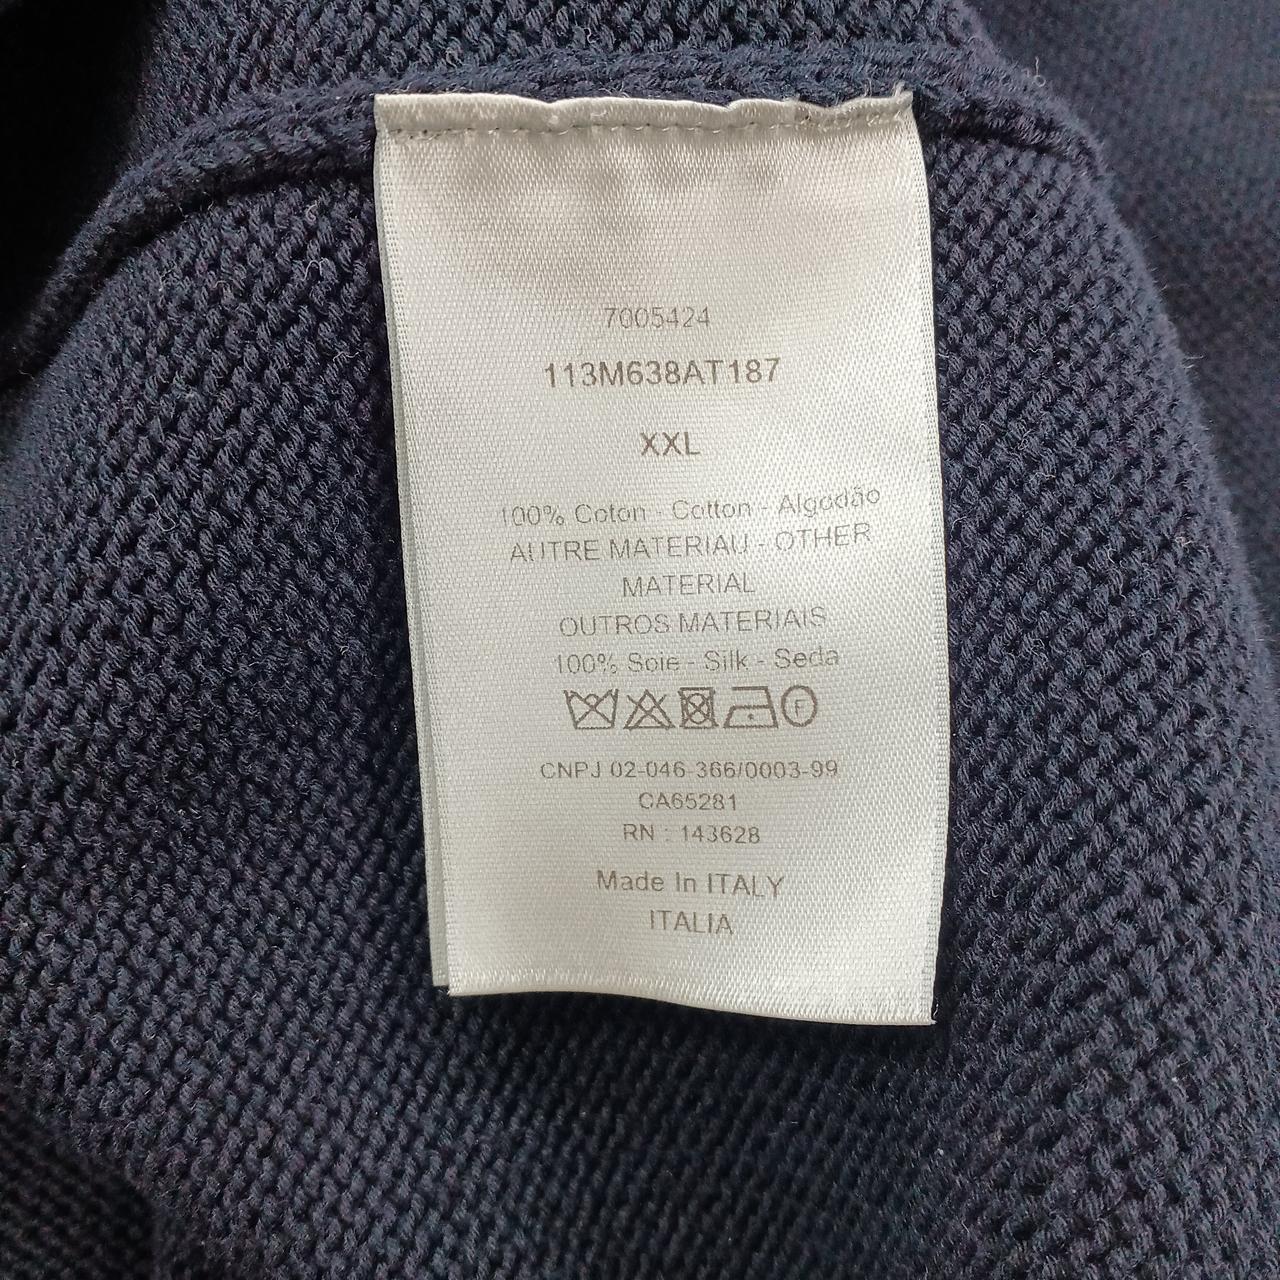 7005424
113M638AT187
XXL
100% Coton - Cotton - Algodão
AUTRE MATERIAU - OTHER
MATERIAL
OUTROS MATERIAIS
100% Soie - Silk - Seda
F
CNPJ 02-046-366/0003-99
CA65281
RN : 143628
Made In ITALY
ITALIA